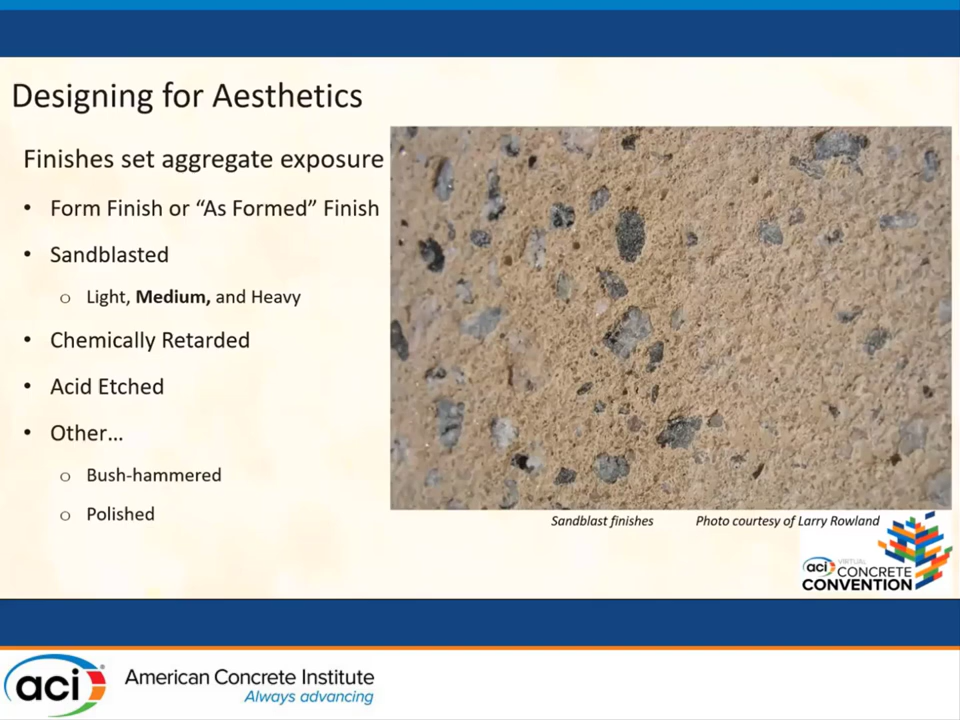 Designing for Aesthetics
Finishes set aggregate exposure
• Form Finish or “As Formed” Finish
• Sandblasted
o Light, Medium, and Heavy
• Chemically Retarded
• Acid Etched
• Other…
o Bush-hammered
o Polished
Sandblast finishes Photo courtesy of Larry Rowland
aci VIRTUAL
CONCRETE
CONVENTION
aci® American Concrete Institute
Always advancing